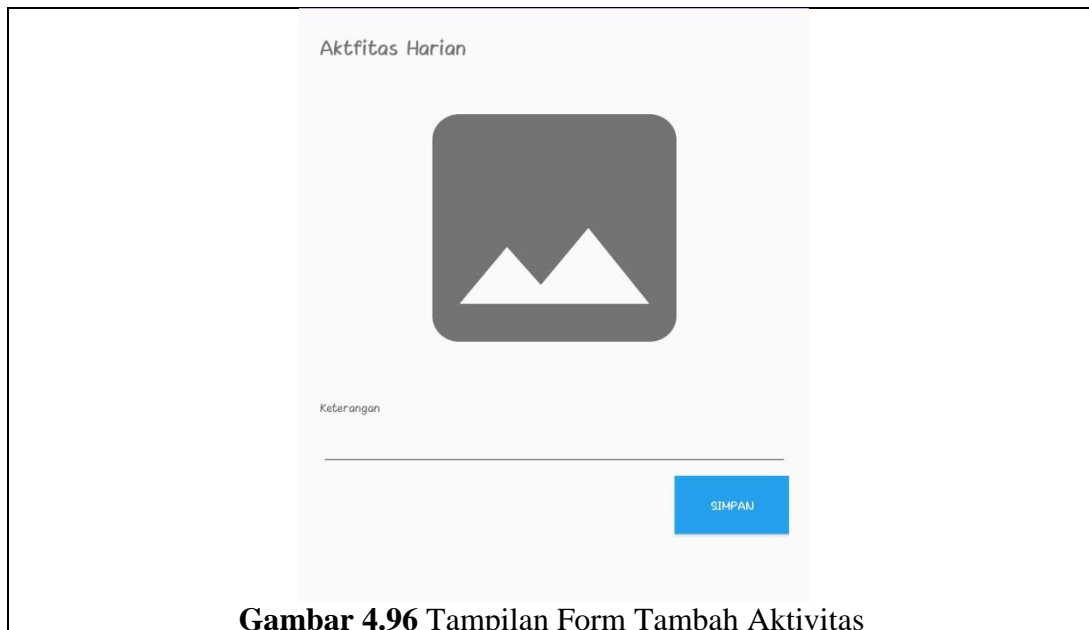 Aktfitas Harian
Keterangan
SIMPAN
Gambar 4.96 Tampilan Form Tambah Aktivitas